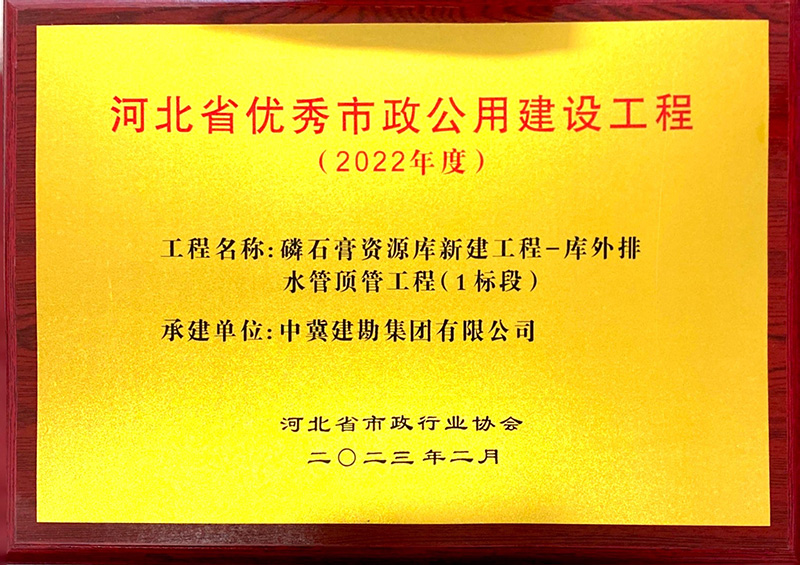 河北省优秀市政公用建设工程
（2022年度）
工程名称:磷石膏资源库新建工程-库外排
水管顶管工程(1标段)
承建单位:中冀建勘集团有限公司
河北省市政行业协会
二〇二三年二月